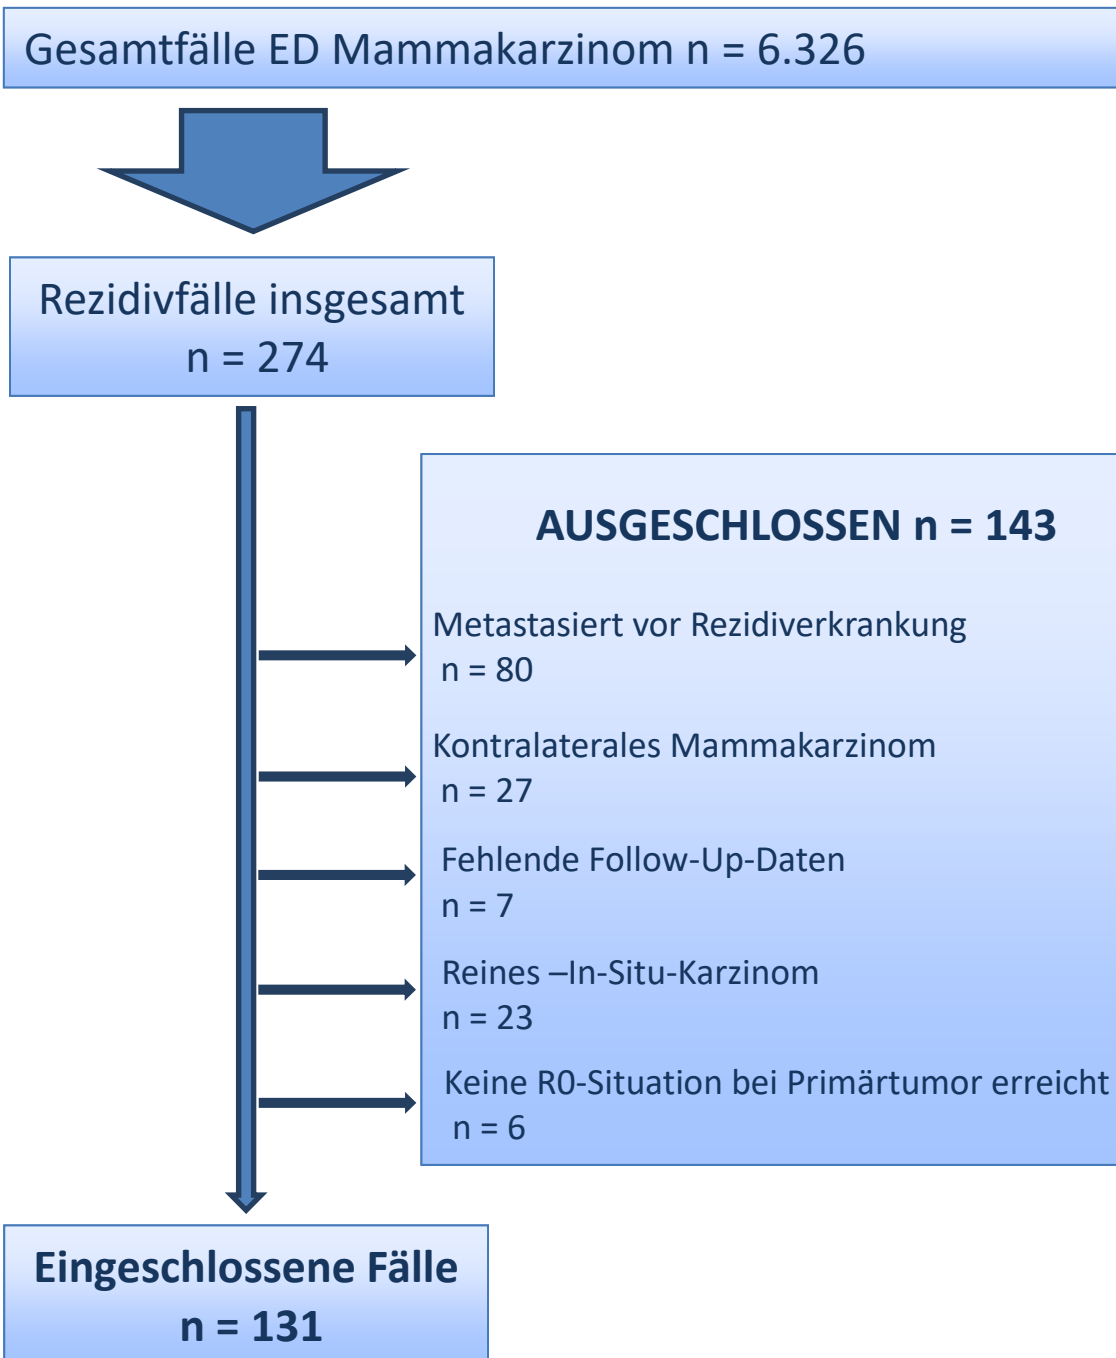 Gesamtfälle ED Mammakarzinom n = 6.326
Rezidivfälle insgesamt
n = 274
AUSGESCHLOSSEN n = 143
Metastasiert vor Rezidiverkrankung
n = 80
Kontralaterales Mammakarzinom
n = 27
Fehlende Follow-Up-Daten
n = 7
Reines –In-Situ-Karzinom
n = 23
Keine R0-Situation bei Primärtumor erreicht
n = 6
Eingeschlossene Fälle
n = 131